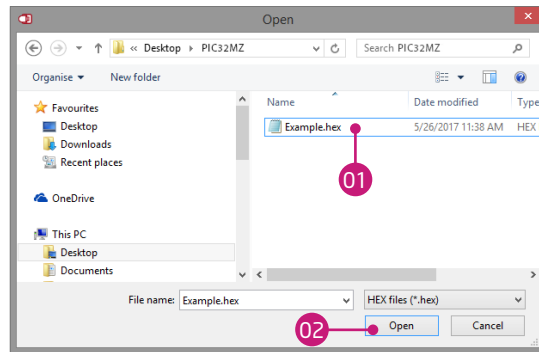 Open
« Desktop › PIC32MZ
Search PIC32MZ
Organise
New folder
Name
Date modified
Type
Favourites
Example.hex
5/26/2017 11:38 AM
HEX
Desktop
Downloads
Recent places
01
OneDrive
This PC
Desktop
Documents
File name:
Example.hex
HEX files (*.hex)
02
Open
Cancel